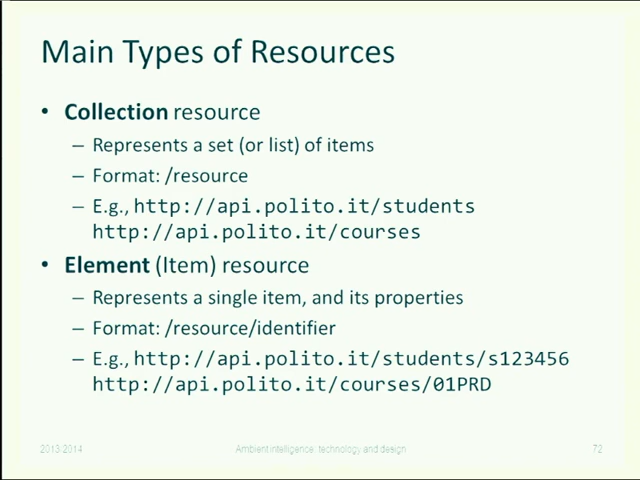 Main Types of Resources
• Collection resource
– Represents a set (or list) of items
– Format: /resource
– E.g., http://api.polito.it/students
http://api.polito.it/courses
• Element (Item) resource
– Represents a single item, and its properties
– Format: /resource/identifier
– E.g., http://api.polito.it/students/s123456
http://api.polito.it/courses/01PRD
2013.2014 Ambient intelligence: technology and design 72